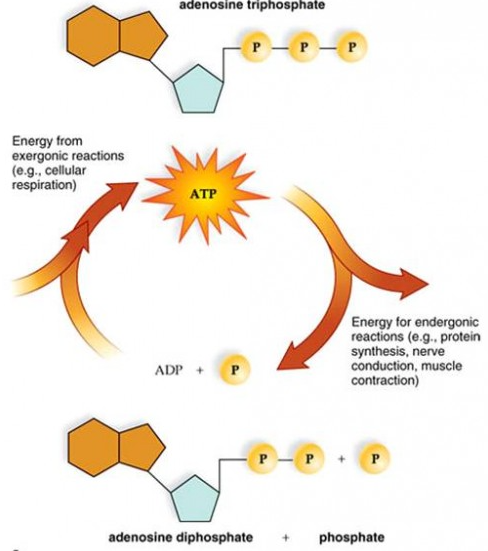 adenosine triphosphate
P P P
Energy from
exergonic reactions
(e.g., cellular
respiration)
ATP
Energy for endergonic
reactions (e.g., protein
synthesis, nerve
conduction, muscle
contraction)
ADP + P
P P + P
adenosine diphosphate + phosphate